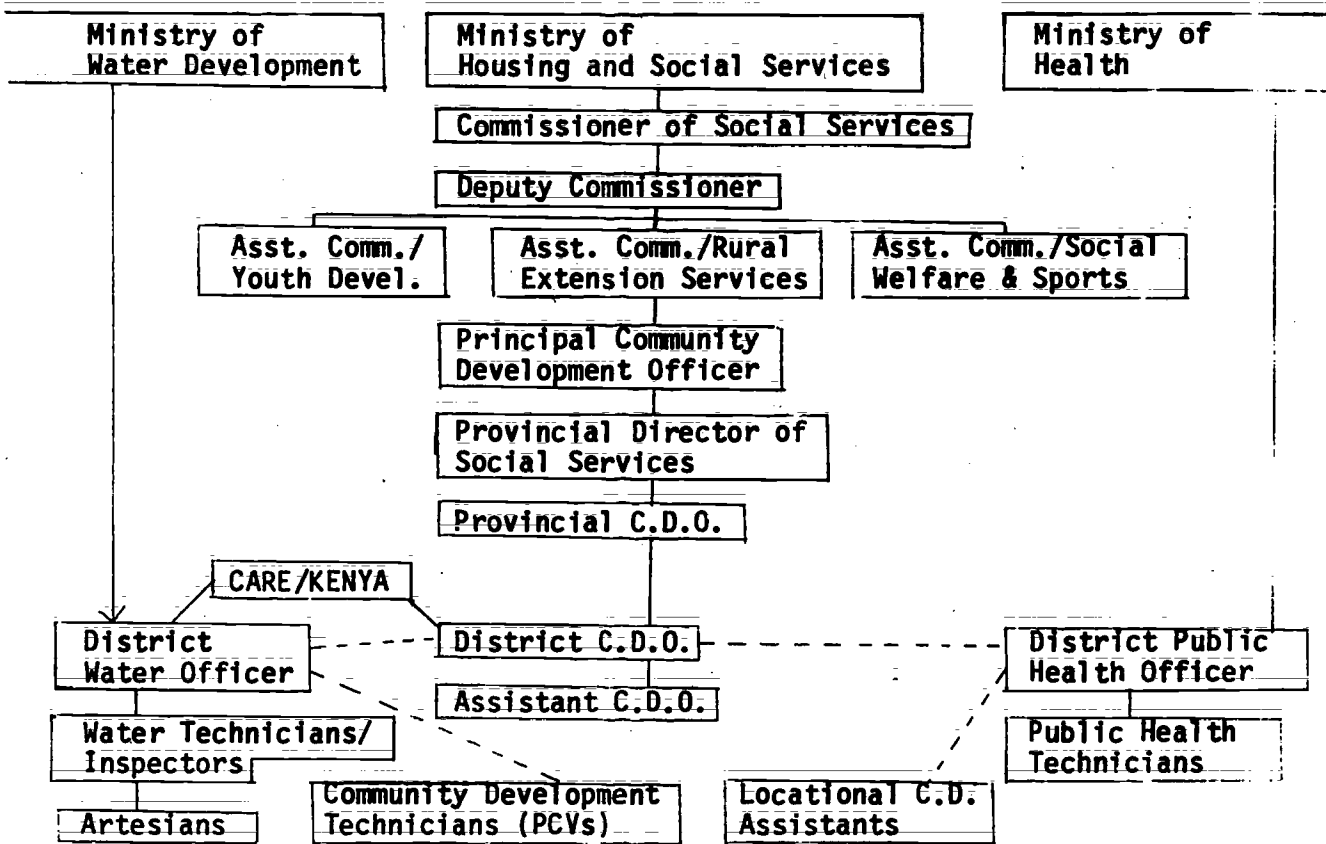 Ministry of
Water Development
Ministry of
Housing and Social Services
Ministry of
Health
Commissioner of Social Services
Deputy Commissioner
Asst. Comm./
Youth Devel.
Asst. Comm./Rural
Extension Services
Asst. Comm./Social
Welfare & Sports
Principal Community
Development Officer
Provincial Director of
Social Services
Provincial C.D.O.
CARE/KENYA
District
Water Officer
District C.D.O.
District Public
Health Officer
Assistant C.D.O.
Water Technicians/
Inspectors
Public Health
Technicians
Community Development
Technicians (PCVs)
Locational C.D.
Assistants
Artesians